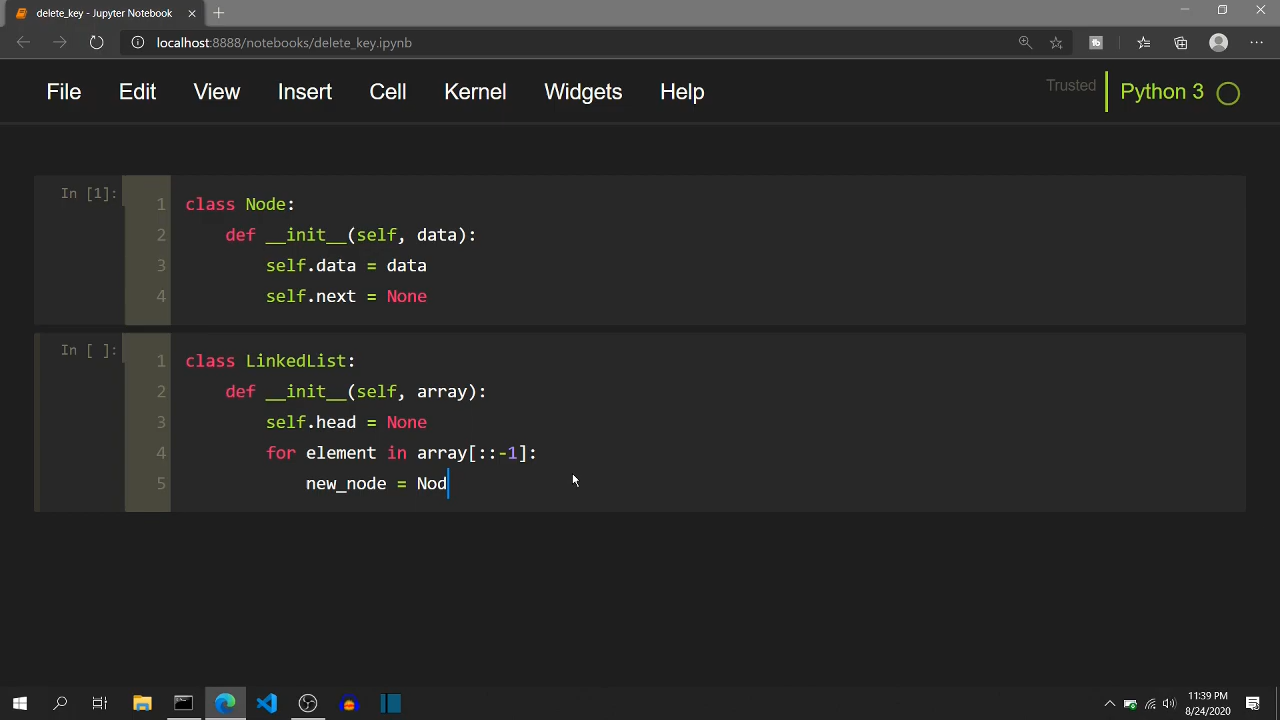 delete_key - Jupyter Notebook
localhost:8888/notebooks/delete_key.ipynb
File Edit View Insert Cell Kernel Widgets Help Trusted Python 3
In [1]:
1 class Node:
2 def __init__(self, data):
3 self.data = data
4 self.next = None
In [ ]:
1 class LinkedList:
2 def __init__(self, array):
3 self.head = None
4 for element in array[::-1]:
5 new_node = Nod
11:39 PM
8/24/2020